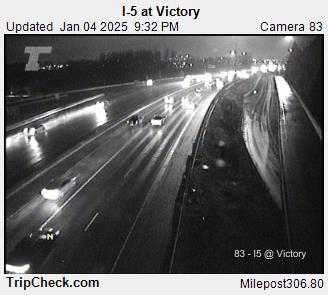 I-5 at Victory
Updated Jan 04 2025 9:32 PM Camera 83
T
N
83 - I5 @ Victory
TripCheck.com Milepost306.80